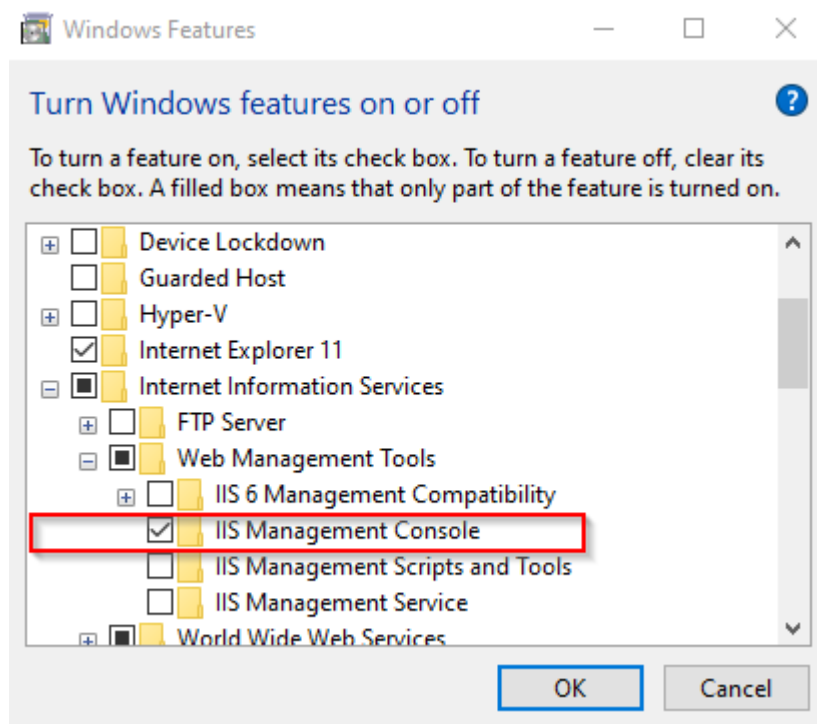 Windows Features
Turn Windows features on or off
?
To turn a feature on, select its check box. To turn a feature off, clear its
check box. A filled box means that only part of the feature is turned on.
Device Lockdown
Guarded Host
Hyper-V
Internet Explorer 11
Internet Information Services
FTP Server
Web Management Tools
IIS 6 Management Compatibility
IIS Management Console
IIS Management Scripts and Tools
IIS Management Service
World Wide Web Services
OK
Cancel